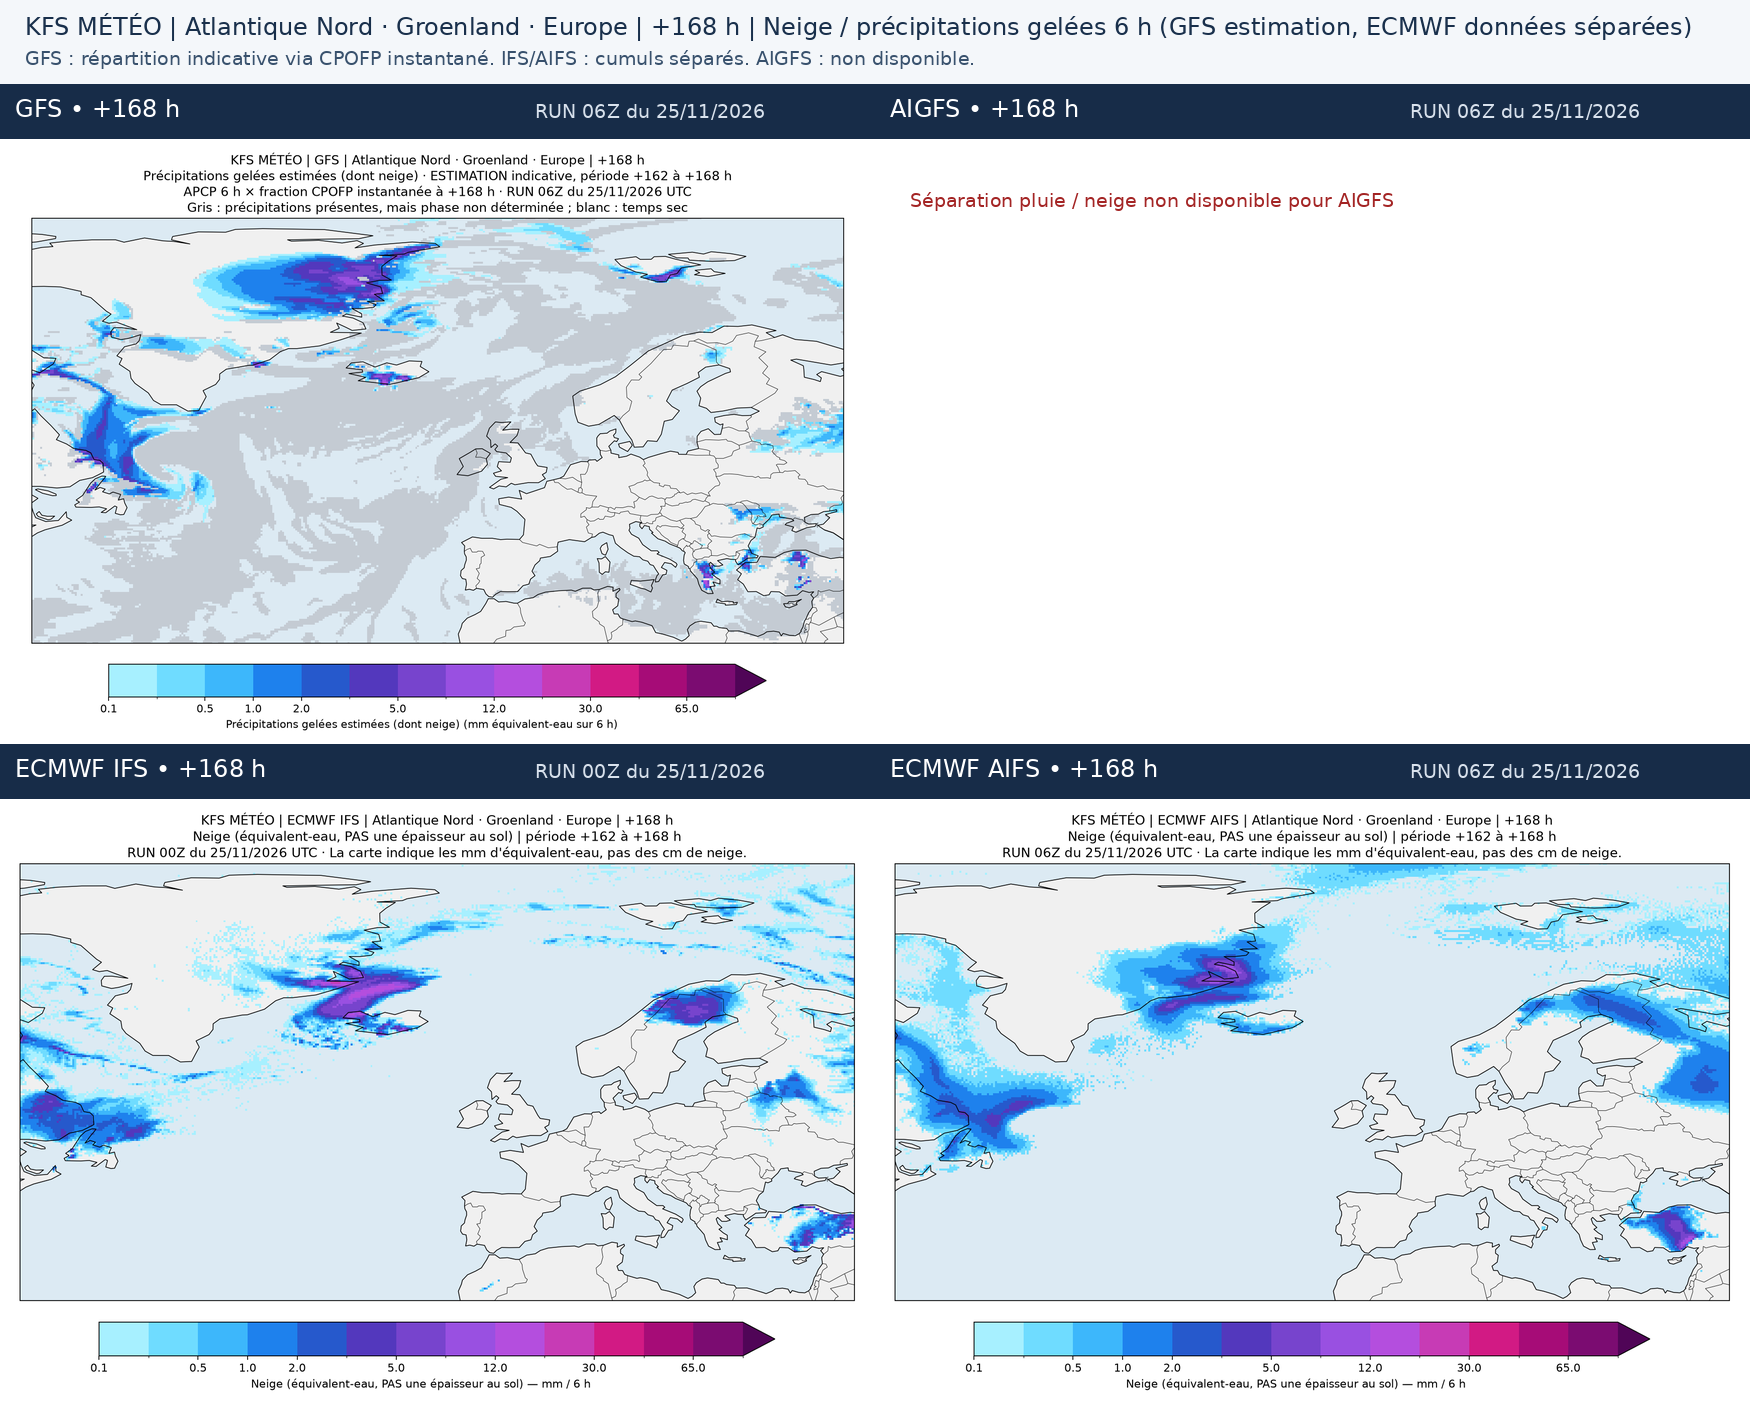 KFS MÉTÉO | Atlantique Nord · Groenland · Europe | +168 h | Neige / précipitations gelées 6 h (GFS estimation, ECMWF données séparées)
GFS : répartition indicative via CPOFP instantané. IFS/AIFS : cumuls séparés. AIGFS : non disponible.
GFS • +168 h
RUN 06Z du 25/11/2026
AIGFS • +168 h
RUN 06Z du 25/11/2026
KFS MÉTÉO | GFS | Atlantique Nord · Groenland · Europe | +168 h
Précipitations gelées estimées (dont neige) · ESTIMATION indicative, période +162 à +168 h
APCP 6 h × fraction CPOFP instantanée à +168 h · RUN 06Z du 25/11/2026 UTC
Gris : précipitations présentes, mais phase non déterminée ; blanc : temps sec
Séparation pluie / neige non disponible pour AIGFS
0.1 0.5 1.0 2.0 5.0 12.0 30.0 65.0
Précipitations gelées estimées (dont neige) (mm équivalent-eau sur 6 h)
ECMWF IFS • +168 h
RUN 00Z du 25/11/2026
ECMWF AIFS • +168 h
RUN 06Z du 25/11/2026
KFS MÉTÉO | ECMWF IFS | Atlantique Nord · Groenland · Europe | +168 h
Neige (équivalent-eau, PAS une épaisseur au sol) | période +162 à +168 h
RUN 00Z du 25/11/2026 UTC · La carte indique les mm d'équivalent-eau, pas des cm de neige.
KFS MÉTÉO | ECMWF AIFS | Atlantique Nord · Groenland · Europe | +168 h
Neige (équivalent-eau, PAS une épaisseur au sol) | période +162 à +168 h
RUN 06Z du 25/11/2026 UTC · La carte indique les mm d'équivalent-eau, pas des cm de neige.
0.1 0.5 1.0 2.0 5.0 12.0 30.0 65.0
Neige (équivalent-eau, PAS une épaisseur au sol) — mm / 6 h
0.1 0.5 1.0 2.0 5.0 12.0 30.0 65.0
Neige (équivalent-eau, PAS une épaisseur au sol) — mm / 6 h